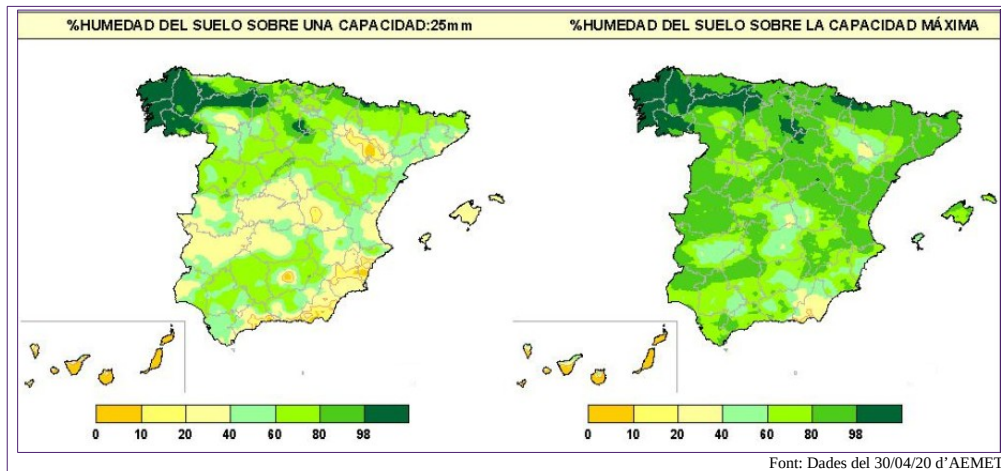 %HUMEDAD DEL SUELO SOBRE UNA CAPACIDAD:25mm
%HUMEDAD DEL SUELO SOBRE LA CAPACIDAD MÁXIMA
0 10 20 40 60 80 98
0 10 20 40 60 80 98
Font: Dades del 30/04/20 d’AEMET